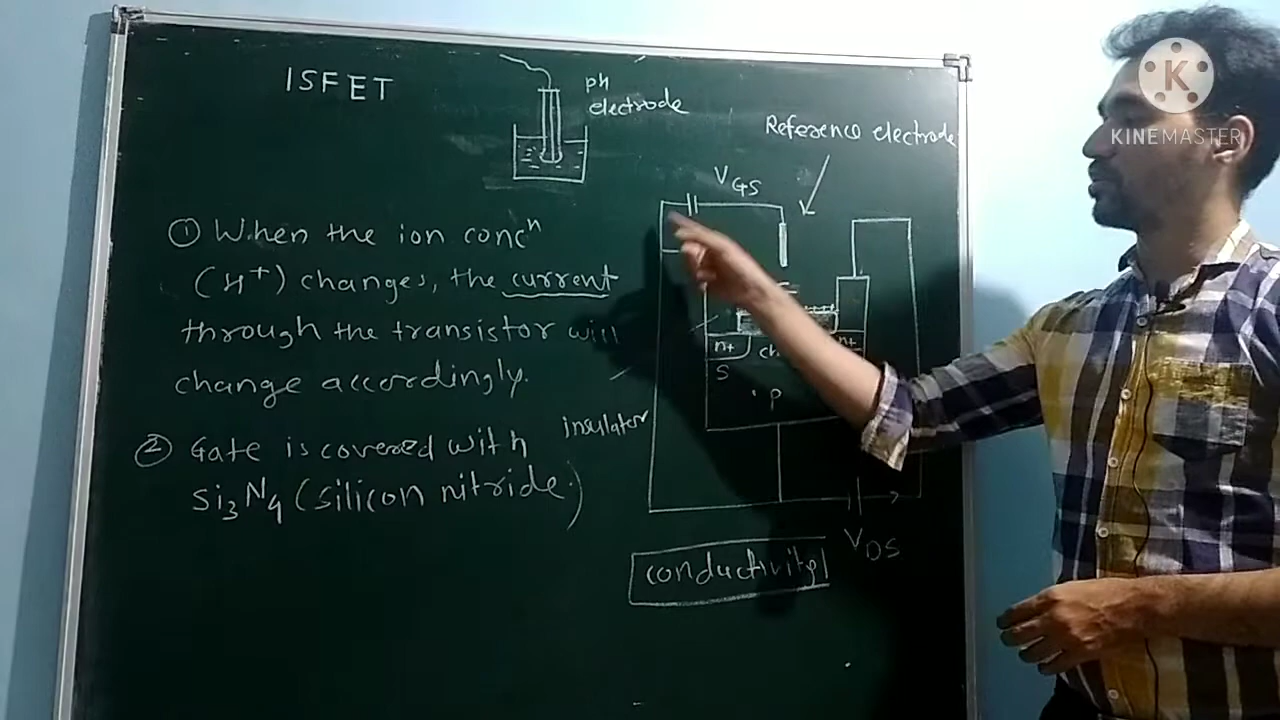 ISFET
ph
electrode
Reference electrode
VGS
① When the ion concⁿ
(H+) changes, the current
through the transistor will
change accordingly.
② Gate is covered with
Si3N4 (silicon nitride.)
insulator
n+
n+
S
P
VDS
conductivity
K
KINEMASTER